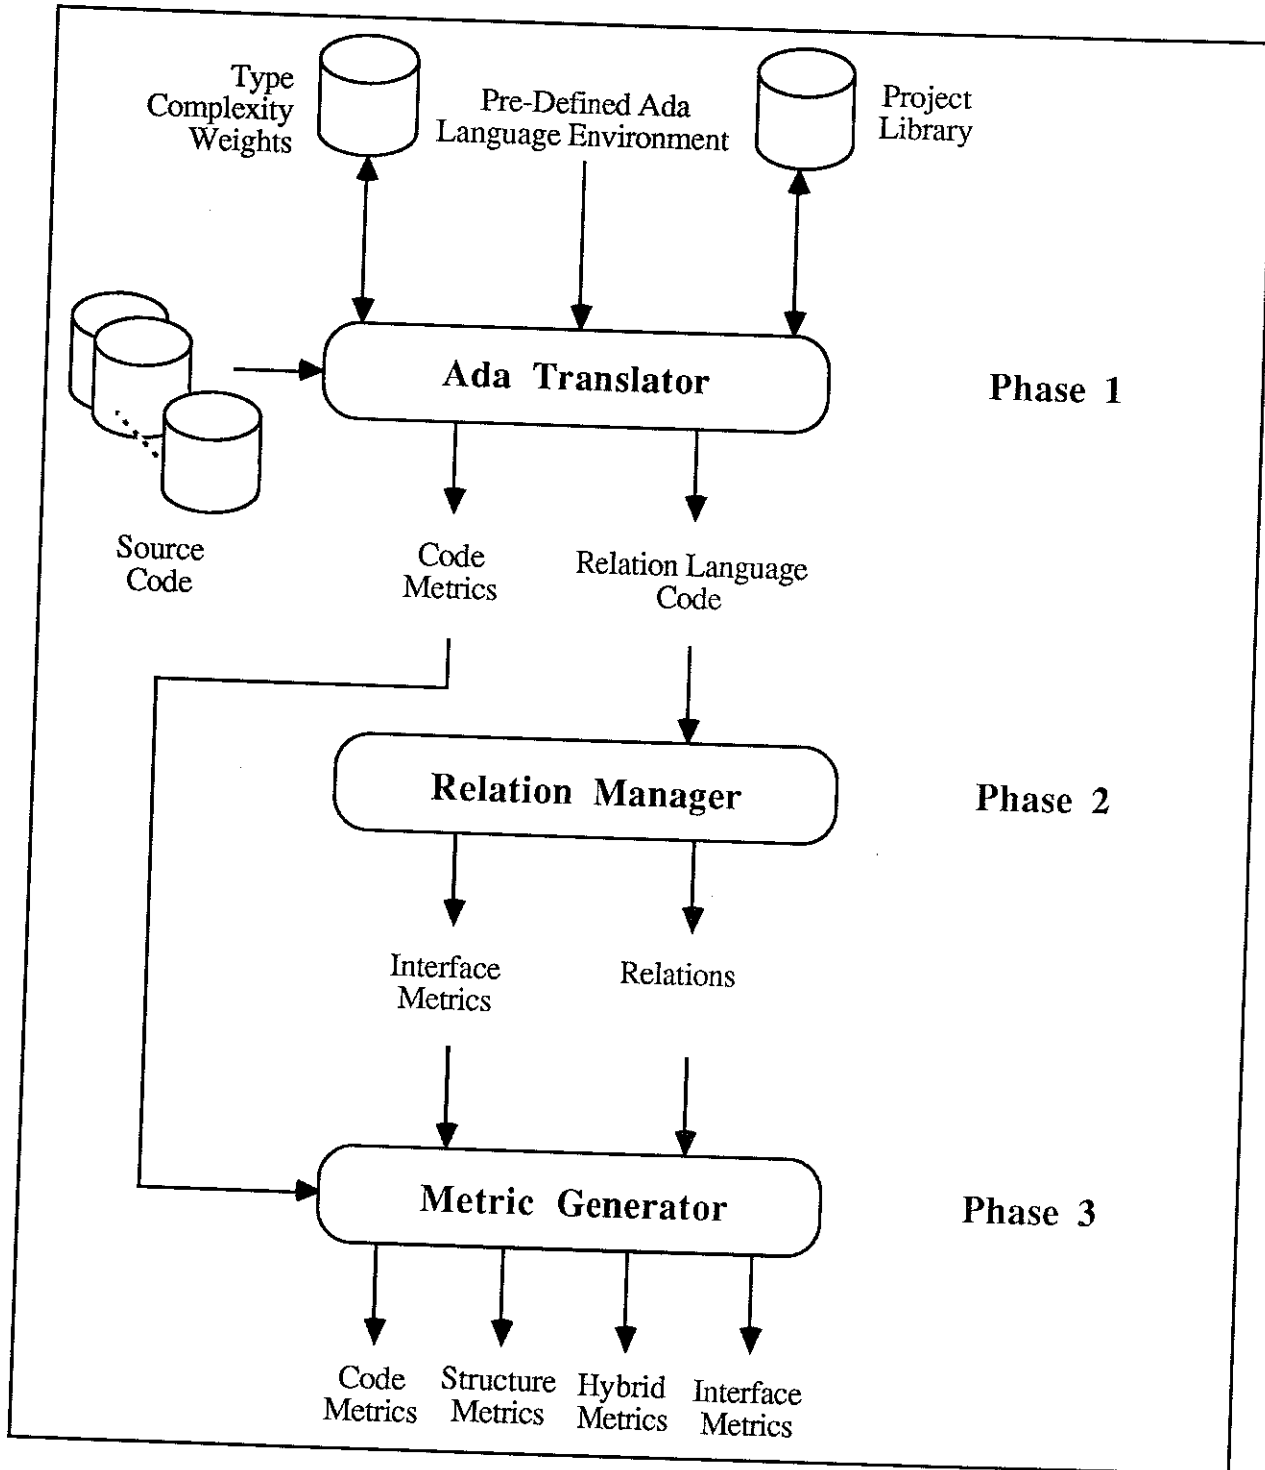 Type
Complexity
Weights
Pre-Defined Ada
Language Environment
Project
Library
Ada Translator
Phase 1
Source
Code
Code
Metrics
Relation Language
Code
Relation Manager
Phase 2
Interface
Metrics
Relations
Metric Generator
Phase 3
Code
Metrics
Structure
Metrics
Hybrid
Metrics
Interface
Metrics